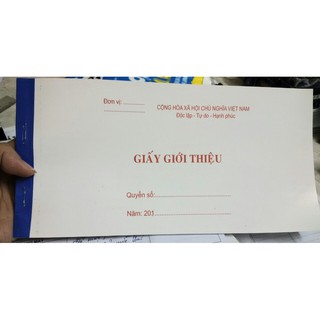 Đơn vị: ..............
CỘNG HÒA XÃ HỘI CHỦ NGHĨA VIỆT NAM
Độc lập - Tự do - Hạnh phúc
GIẤY GIỚI THIỆU
Quyển số:
Năm: 201